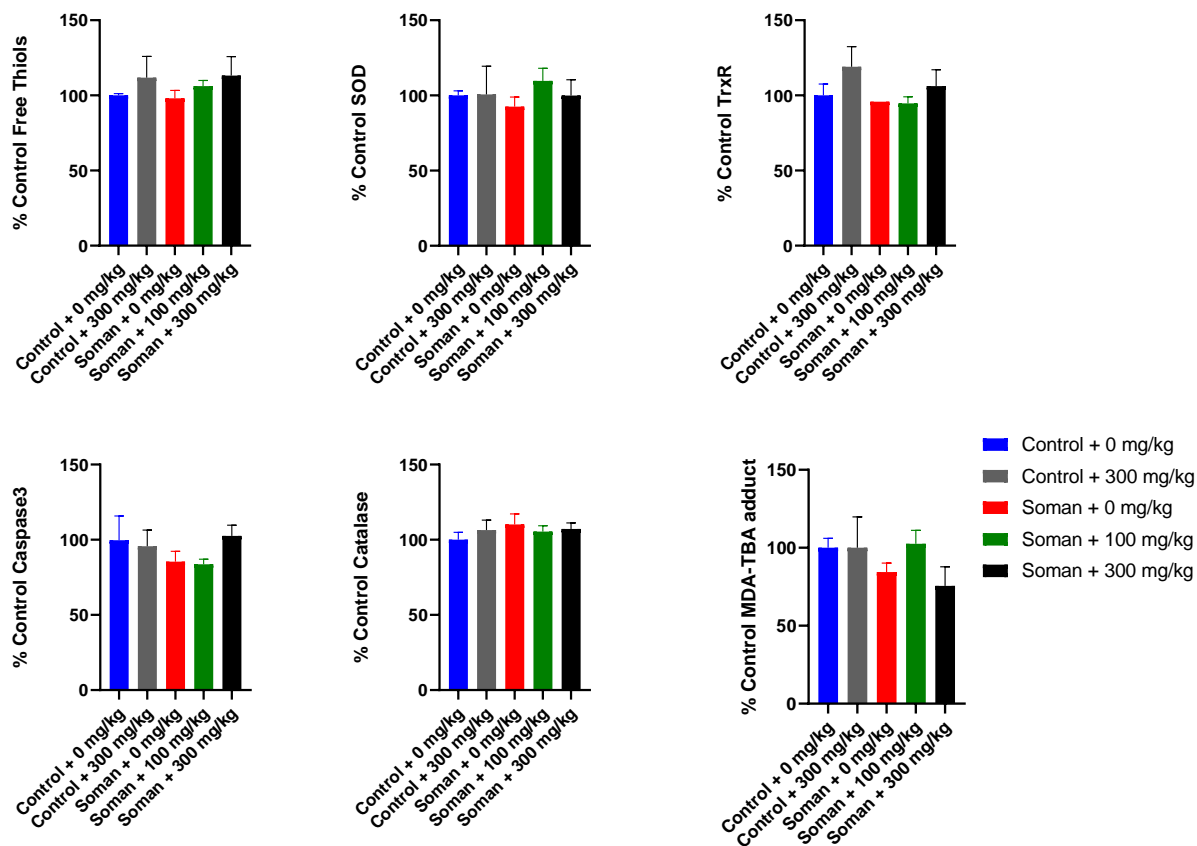 % Control Free Thiols
150
100
50
0
Control + 0 mg/kg
Control + 300 mg/kg
Soman + 0 mg/kg
Soman + 100 mg/kg
Soman + 300 mg/kg
% Control SOD
150
100
50
0
Control + 0 mg/kg
Control + 300 mg/kg
Soman + 0 mg/kg
Soman + 100 mg/kg
Soman + 300 mg/kg
% Control TrxR
150
100
50
0
Control + 0 mg/kg
Control + 300 mg/kg
Soman + 0 mg/kg
Soman + 100 mg/kg
Soman + 300 mg/kg
% Control Caspase3
150
100
50
0
Control + 0 mg/kg
Control + 300 mg/kg
Soman + 0 mg/kg
Soman + 100 mg/kg
Soman + 300 mg/kg
% Control Catalase
150
100
50
0
Control + 0 mg/kg
Control + 300 mg/kg
Soman + 0 mg/kg
Soman + 100 mg/kg
Soman + 300 mg/kg
% Control MDA-TBA adduct
150
100
50
0
Control + 0 mg/kg
Control + 300 mg/kg
Soman + 0 mg/kg
Soman + 100 mg/kg
Soman + 300 mg/kg
Control + 0 mg/kg
Control + 300 mg/kg
Soman + 0 mg/kg
Soman + 100 mg/kg
Soman + 300 mg/kg